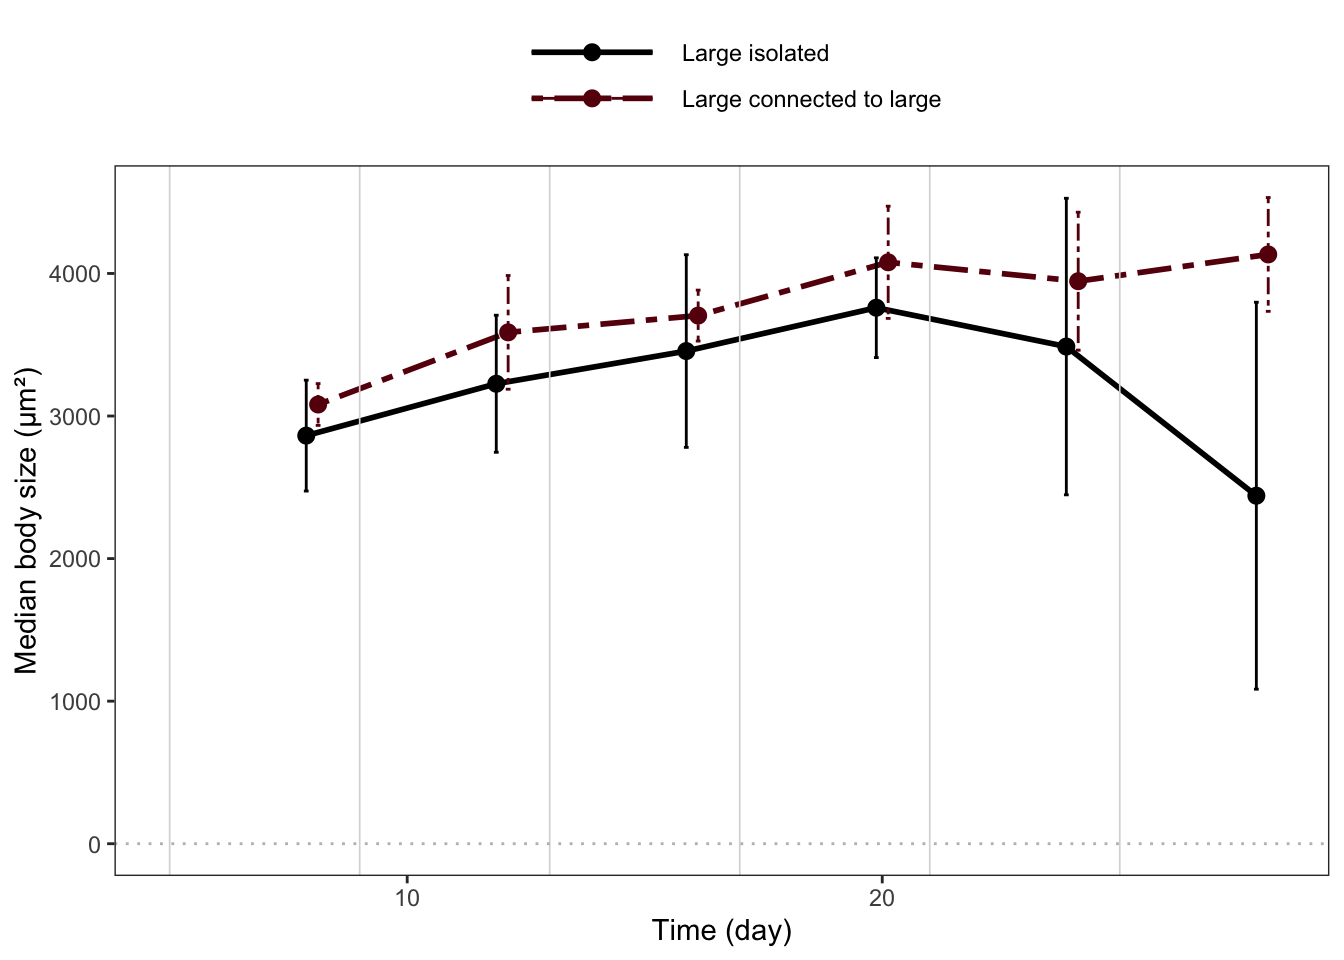 Large isolated
Large connected to large
Median body size (µm²)
4000
3000
2000
1000
0
10
20
Time (day)